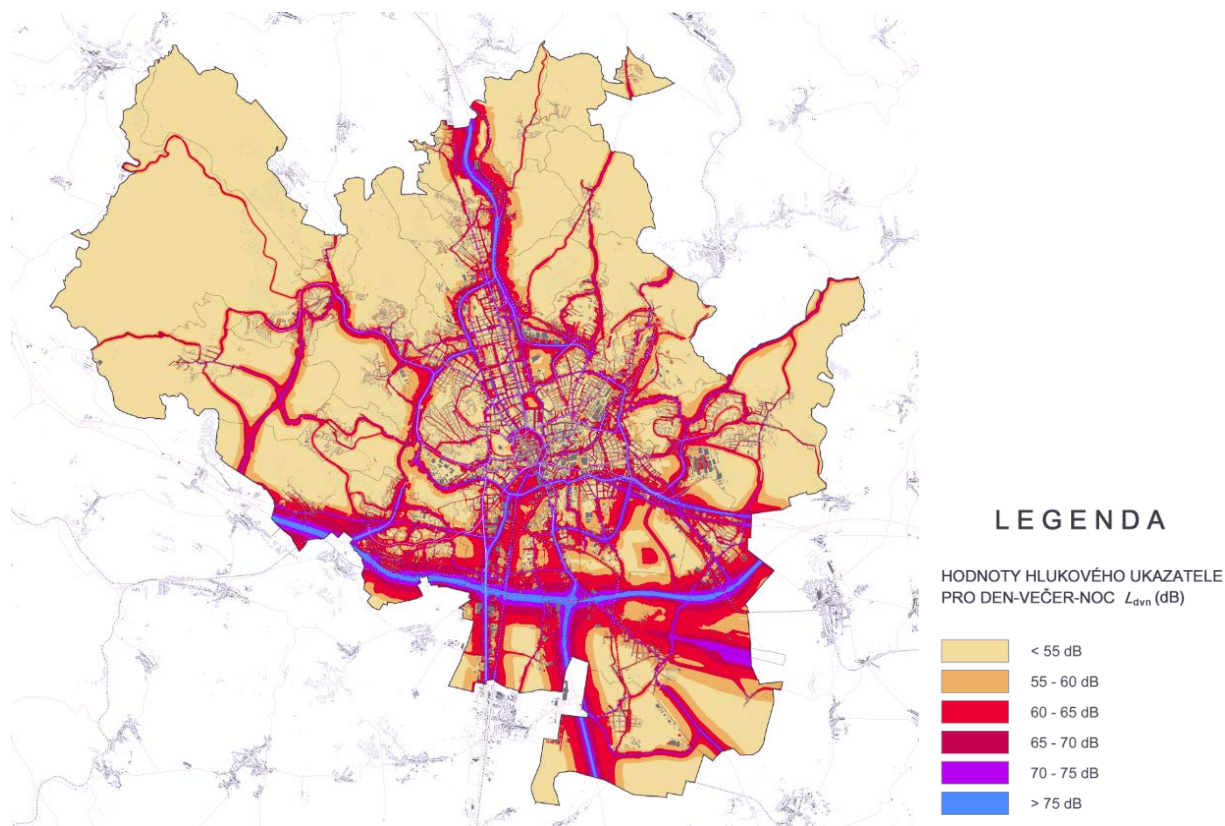 LEGENDA
HODNOTY HLUKOVÉHO UKAZATELE
PRO DEN-VEČER-NOC Ldvn (dB)
< 55 dB
55 - 60 dB
60 - 65 dB
65 - 70 dB
70 - 75 dB
> 75 dB